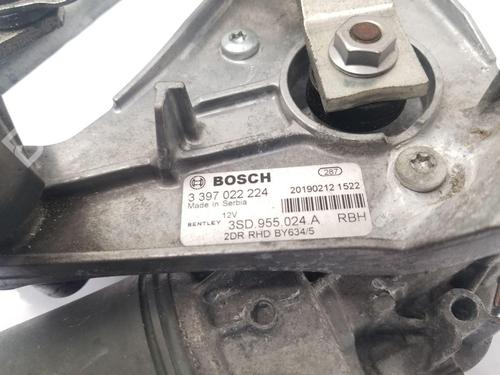 BOSCH
287
3 397 022 224
20190212 1522
Made in Serbia
12V
BENTLEY 3SD.955.024.A RBH
2DR RHD BY634/5